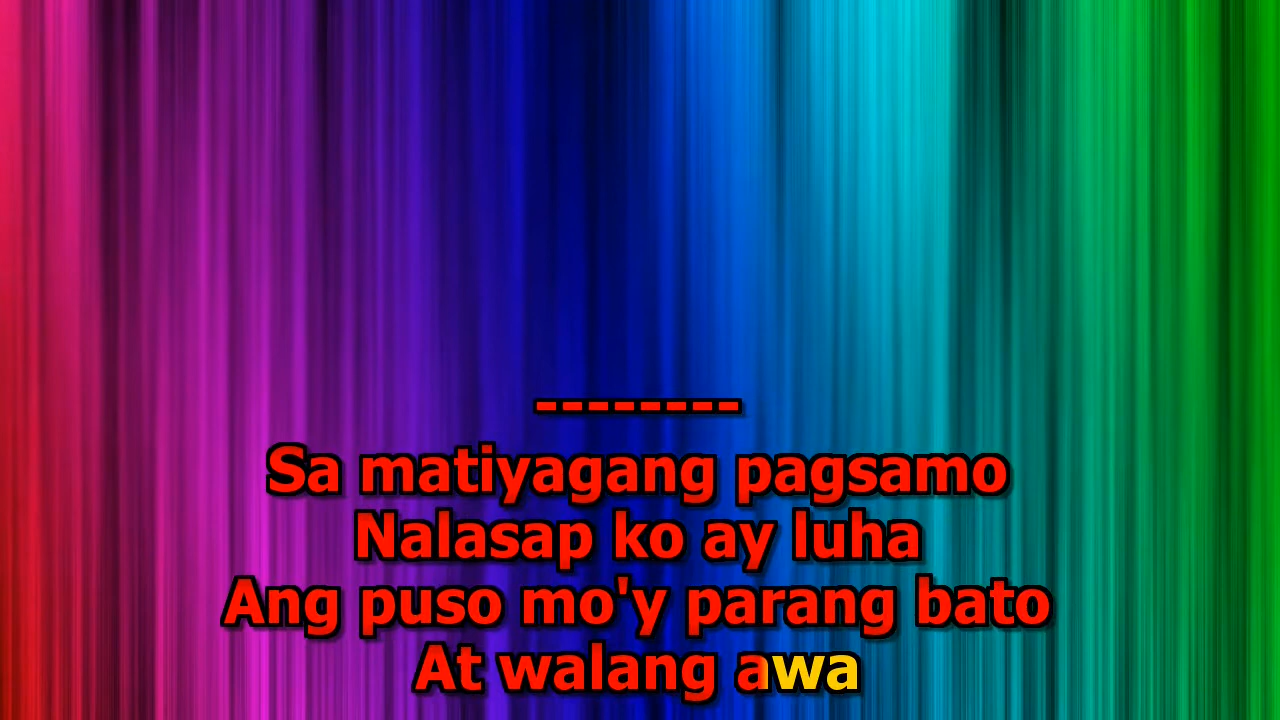 --------
Sa matiyagang pagsamo
Nalasap ko ay luha
Ang puso mo'y parang bato
At walang awa